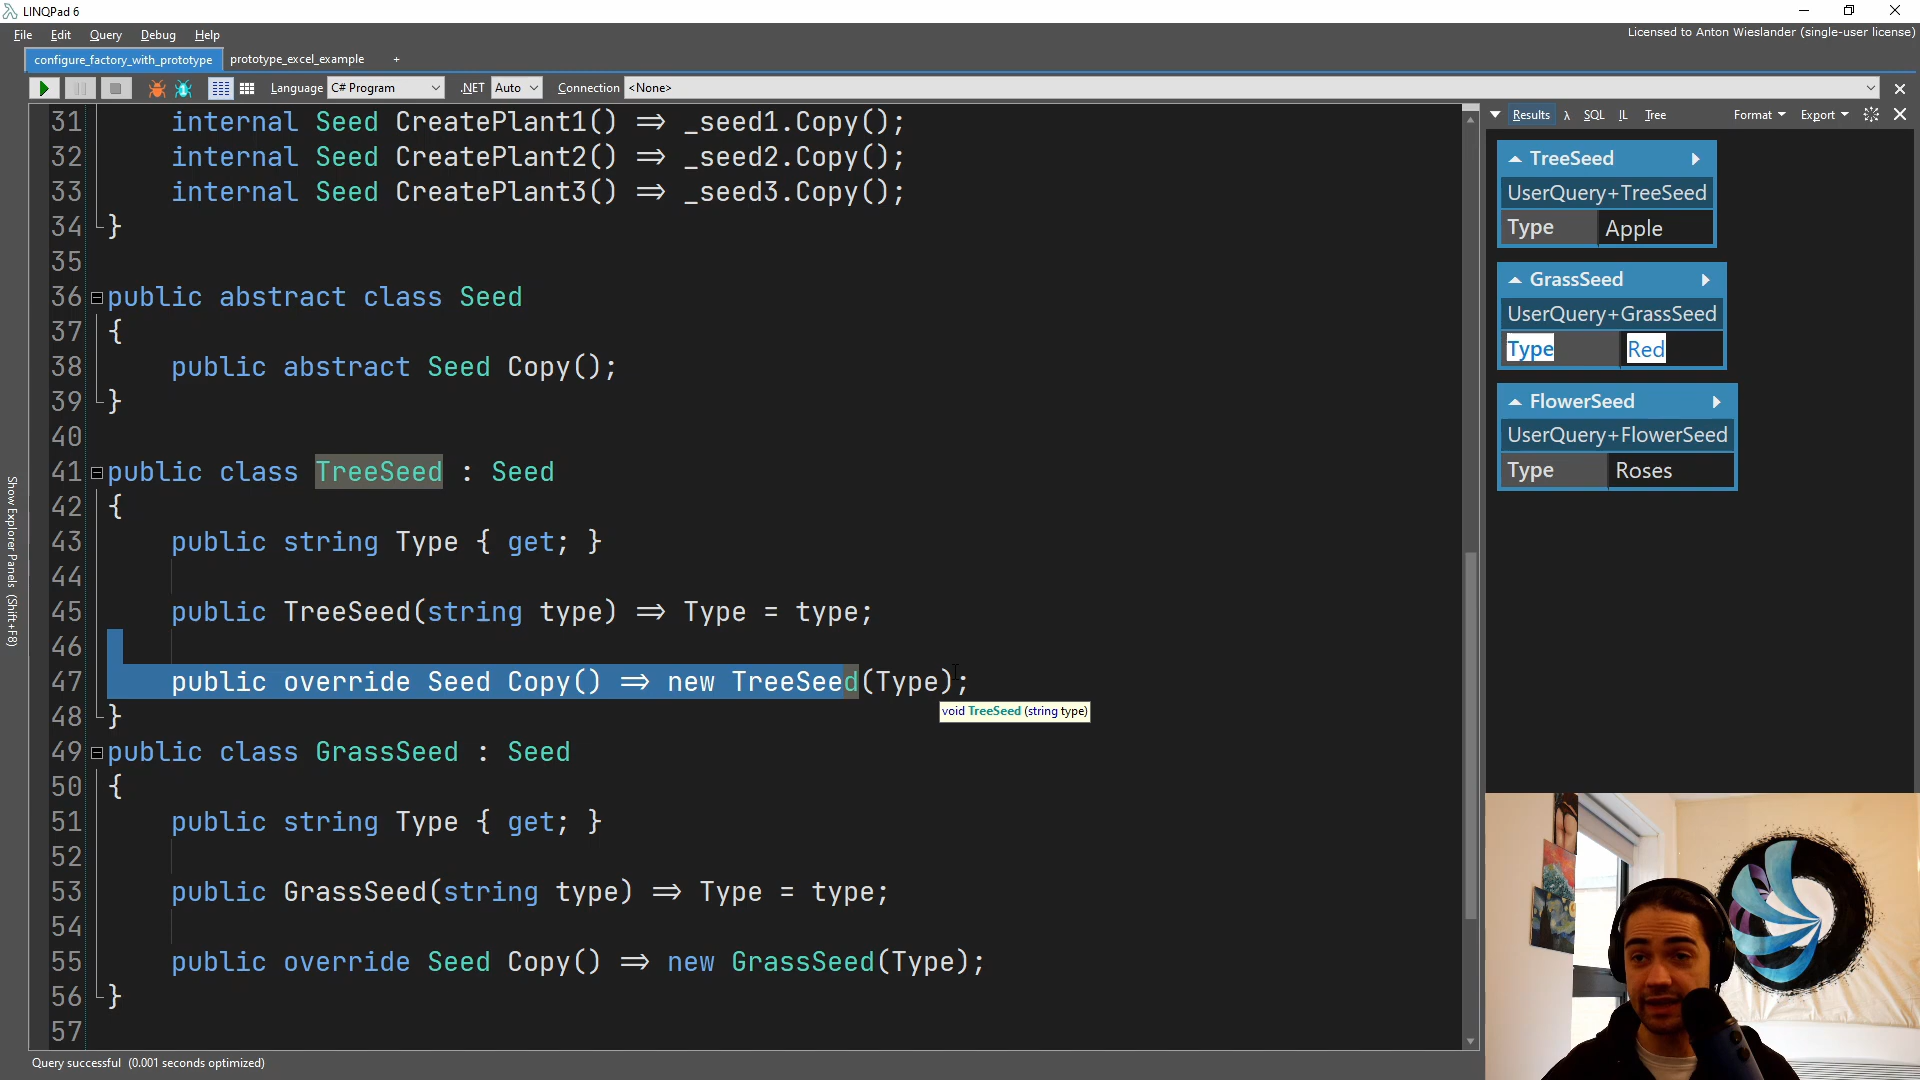 LINQPad 6
File Edit Query Debug Help
Licensed to Anton Wieslander (single-user license)
configure_factory_with_prototype prototype_excel_example +
Language C# Program .NET Auto Connection <None>
31 internal Seed CreatePlant1() => _seed1.Copy();
32 internal Seed CreatePlant2() => _seed2.Copy();
33 internal Seed CreatePlant3() => _seed3.Copy();
34 }
35
36 public abstract class Seed
37 {
38 public abstract Seed Copy();
39 }
40
41 public class TreeSeed : Seed
42 {
43 public string Type { get; }
44
45 public TreeSeed(string type) => Type = type;
46
47 public override Seed Copy() => new TreeSeed(Type);
void TreeSeed (string type)
48 }
49 public class GrassSeed : Seed
50 {
51 public string Type { get; }
52
53 public GrassSeed(string type) => Type = type;
54
55 public override Seed Copy() => new GrassSeed(Type);
56 }
57
Show Explorer Panels (Shift+F8)
Results λ SQL IL Tree Format Export
TreeSeed
UserQuery+TreeSeed
Type Apple
GrassSeed
UserQuery+GrassSeed
Type Red
FlowerSeed
UserQuery+FlowerSeed
Type Roses
Query successful (0.001 seconds optimized)